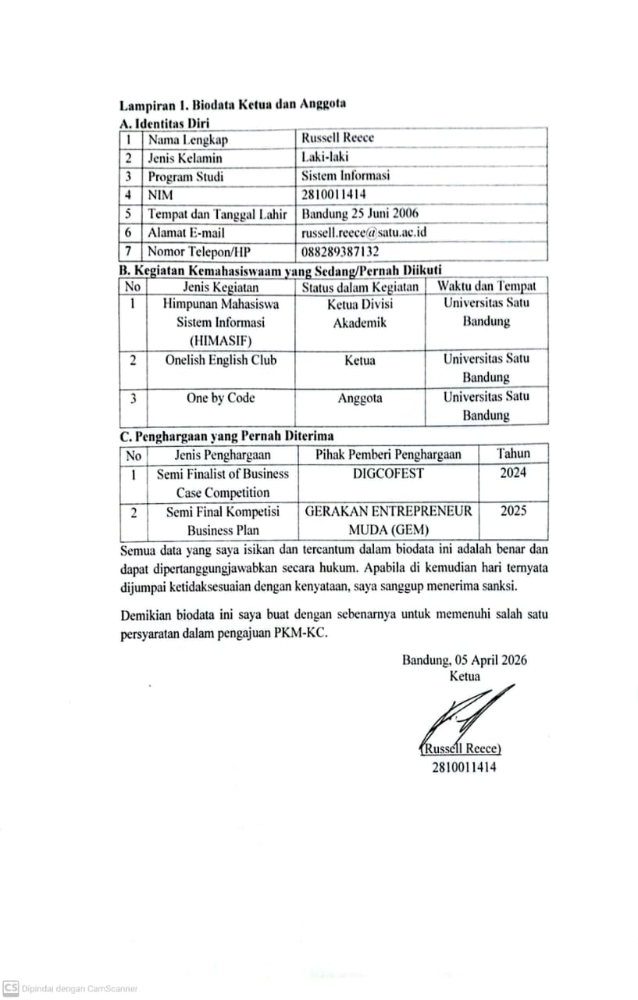 Lampiran 1. Biodata Ketua dan Anggota
A. Identitas Diri
1 Nama Lengkap Russell Reece
2 Jenis Kelamin Laki-laki
3 Program Studi Sistem Informasi
4 NIM 2810011414
5 Tempat dan Tanggal Lahir Bandung 25 Juni 2006
6 Alamat E-mail russell.reece@satu.ac.id
7 Nomor Telepon/HP 088289387132
B. Kegiatan Kemahasiswaam yang Sedang/Pernah Diikuti
No Jenis Kegiatan Status dalam Kegiatan Waktu dan Tempat
1 Himpunan Mahasiswa Ketua Divisi Universitas Satu
Sistem Informasi Akademik Bandung
(HIMASIF)
2 Onelish English Club Ketua Universitas Satu
Bandung
3 One by Code Anggota Universitas Satu
Bandung
C. Penghargaan yang Pernah Diterima
No Jenis Penghargaan Pihak Pemberi Penghargaan Tahun
1 Semi Finalist of Business DIGCOFEST 2024
Case Competition
2 Semi Final Kompetisi GERAKAN ENTREPRENEUR 2025
Business Plan MUDA (GEM)
Semua data yang saya isikan dan tercantum dalam biodata ini adalah benar dan
dapat dipertanggungjawabkan secara hukum. Apabila di kemudian hari ternyata
dijumpai ketidaksesuaian dengan kenyataan, saya sanggup menerima sanksi.
Demikian biodata ini saya buat dengan sebenarnya untuk memenuhi salah satu
persyaratan dalam pengajuan PKM-KC.
Bandung, 05 April 2026
Ketua
(Russell Reece)
2810011414
CS Dipindai dengan CamScanner